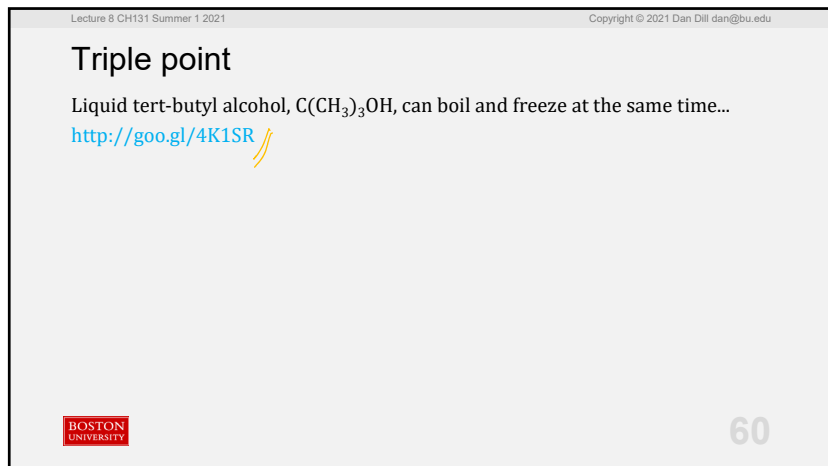 Lecture 8 CH131 Summer 1 2021
Copyright © 2021 Dan Dill dan@bu.edu
Triple point
Liquid tert-butyl alcohol, C(CH₃)₃OH, can boil and freeze at the same time...
http://goo.gl/4K1SR
BOSTON
UNIVERSITY
60